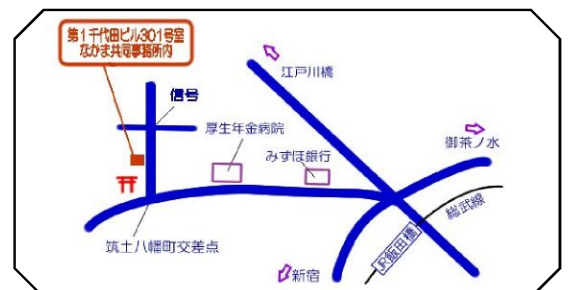 第1千代田ビル301号室
なかま共同事務所内
江戸川橋
信号
厚生年金病院
御茶ノ水
みずほ銀行
総武線
筑土八幡町交差点
JR飯田橋
新宿